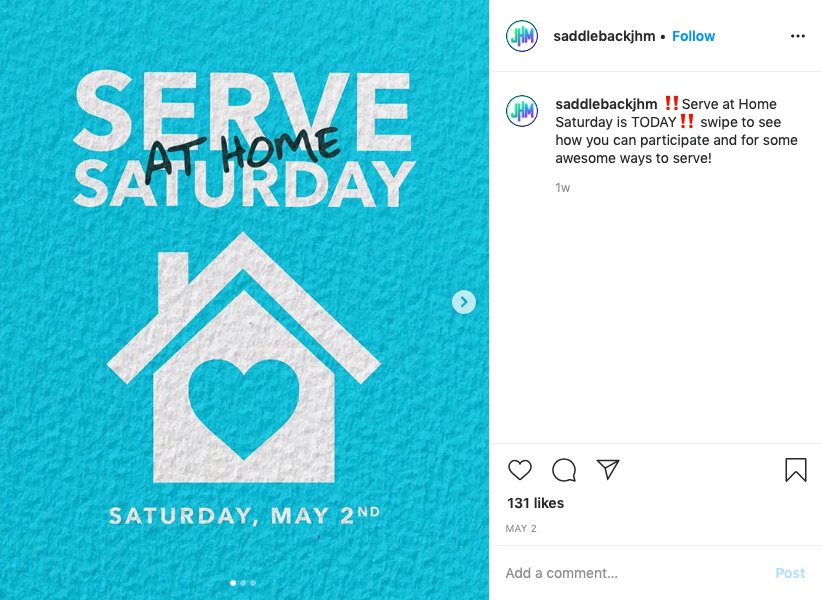 SERVE
AT HOME
SATURDAY
SATURDAY, MAY 2ND
JHM
saddlebackjhm • Follow
JHM
saddlebackjhm ‼️Serve at Home
Saturday is TODAY‼️ swipe to see
how you can participate and for some
awesome ways to serve!
1w
131 likes
MAY 2
Add a comment...
Post